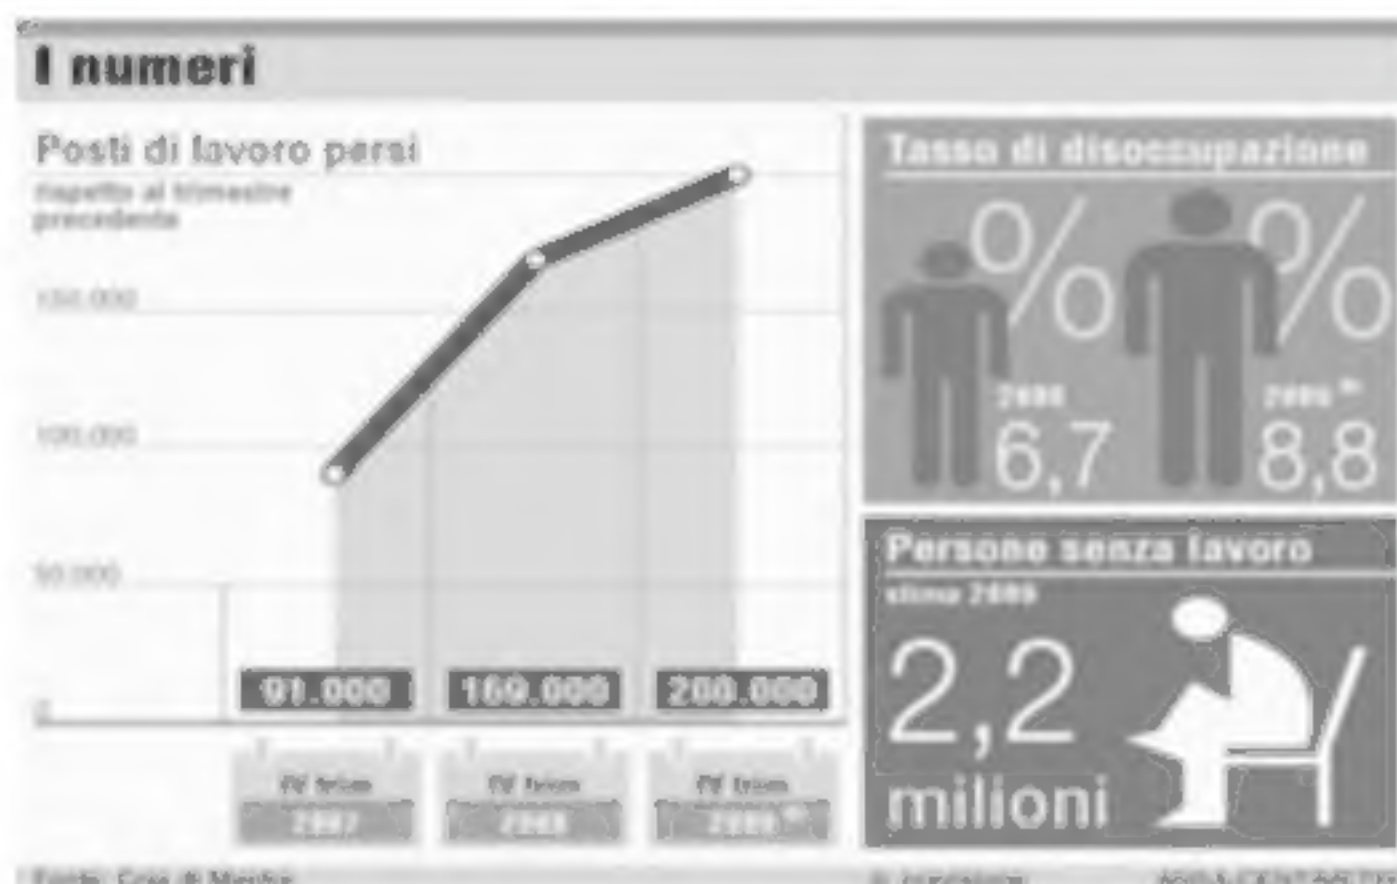 I numeri
Posti di lavoro persi
rispetto al trimestre
precedente
150.000
100.000
50.000
0
91.000
169.000
200.000
IV trim
2007
IV trim
2008
IV trim
2009
Tasso di disoccupazione
%
%
2008
6,7
2009
8,8
Persone senza lavoro
stima 2009
2,2
milioni
Fonte: